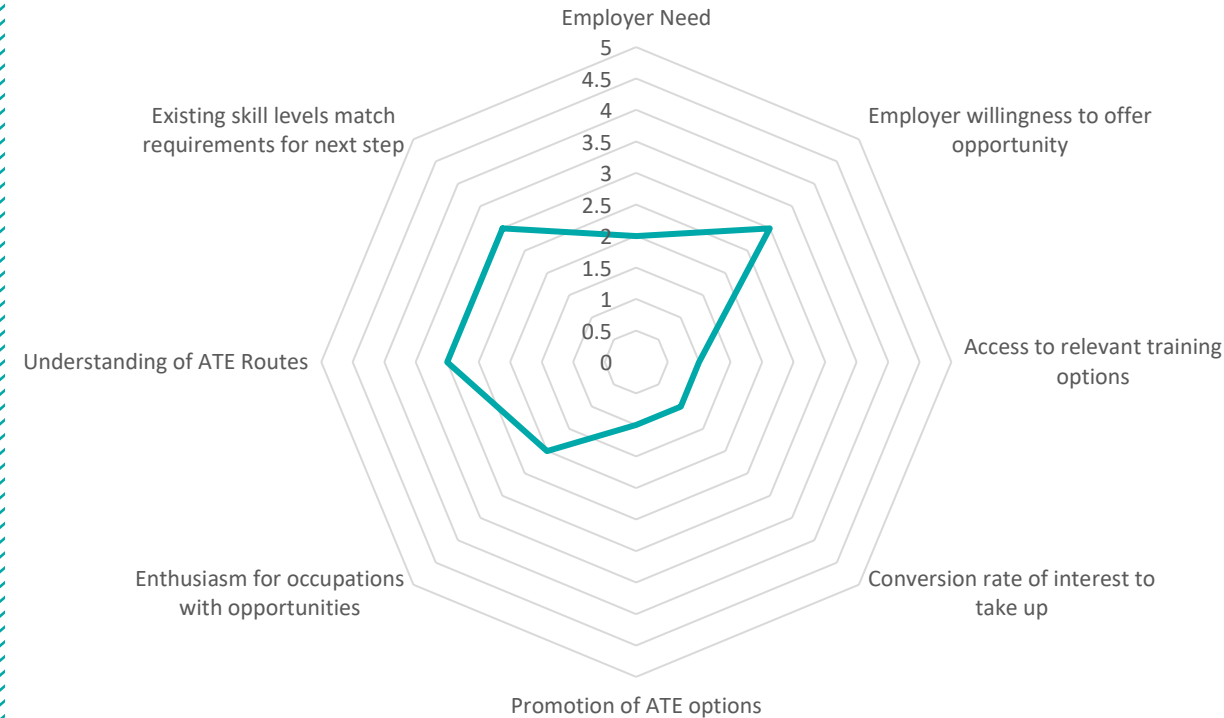 Employer Need
5
4.5
4
3.5
3
2.5
2
1.5
1
0.5
0
Employer willingness to offer
opportunity
Access to relevant training
options
Conversion rate of interest to
take up
Promotion of ATE options
Enthusiasm for occupations
with opportunities
Understanding of ATE Routes
Existing skill levels match
requirements for next step